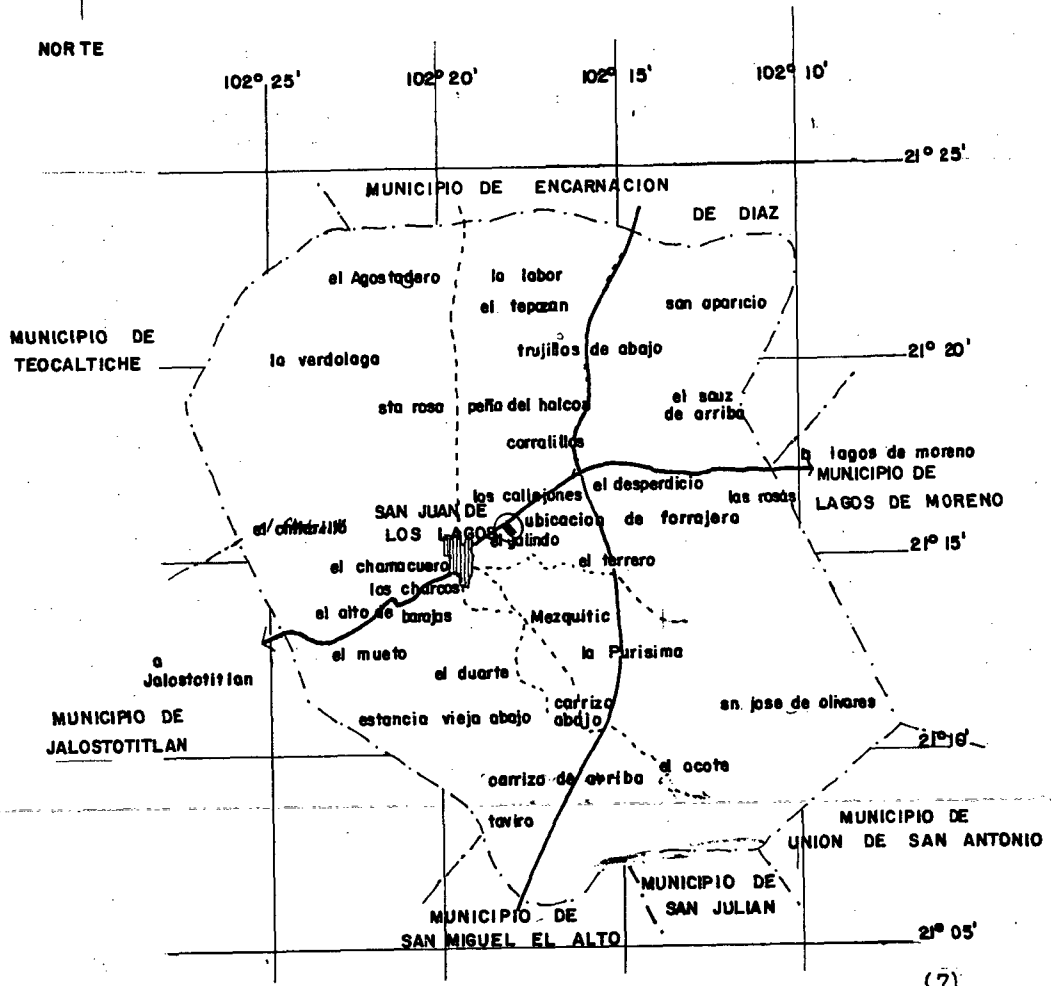 NORTE
102° 25'
102° 20'
102° 15'
102° 10'
21° 25'
MUNICIPIO DE ENCARNACION
DE DIAZ
el Agostadero
la labor
el tepazan
san aparicio
MUNICIPIO DE
TEOCALTICHE
la verdolaga
trujillos de abajo
21° 20'
sta rosa
peña del halcon
el sauz
de arriba
corralillos
a lagos de moreno
MUNICIPIO DE
LAGOS DE MORENO
el desperdicio
las rosas
los callejones
SAN JUAN DE
LOS LAGOS
ubicacion de forrajera
el galindo
21° 15'
el chamacuero
el terrero
los charcos
el alto de barajas
Mezquitic
el mueto
la Purisima
a
Jalostotitlan
el duarte
MUNICIPIO DE
JALOSTOTITLAN
estancia vieja abajo
carrizo
abajo
sn. jose de olivares
21° 10'
el acote
carrizo de arriba
taviro
MUNICIPIO DE
UNION DE SAN ANTONIO
MUNICIPIO DE
SAN JULIAN
MUNICIPIO DE
SAN MIGUEL EL ALTO
21° 05'
(7)